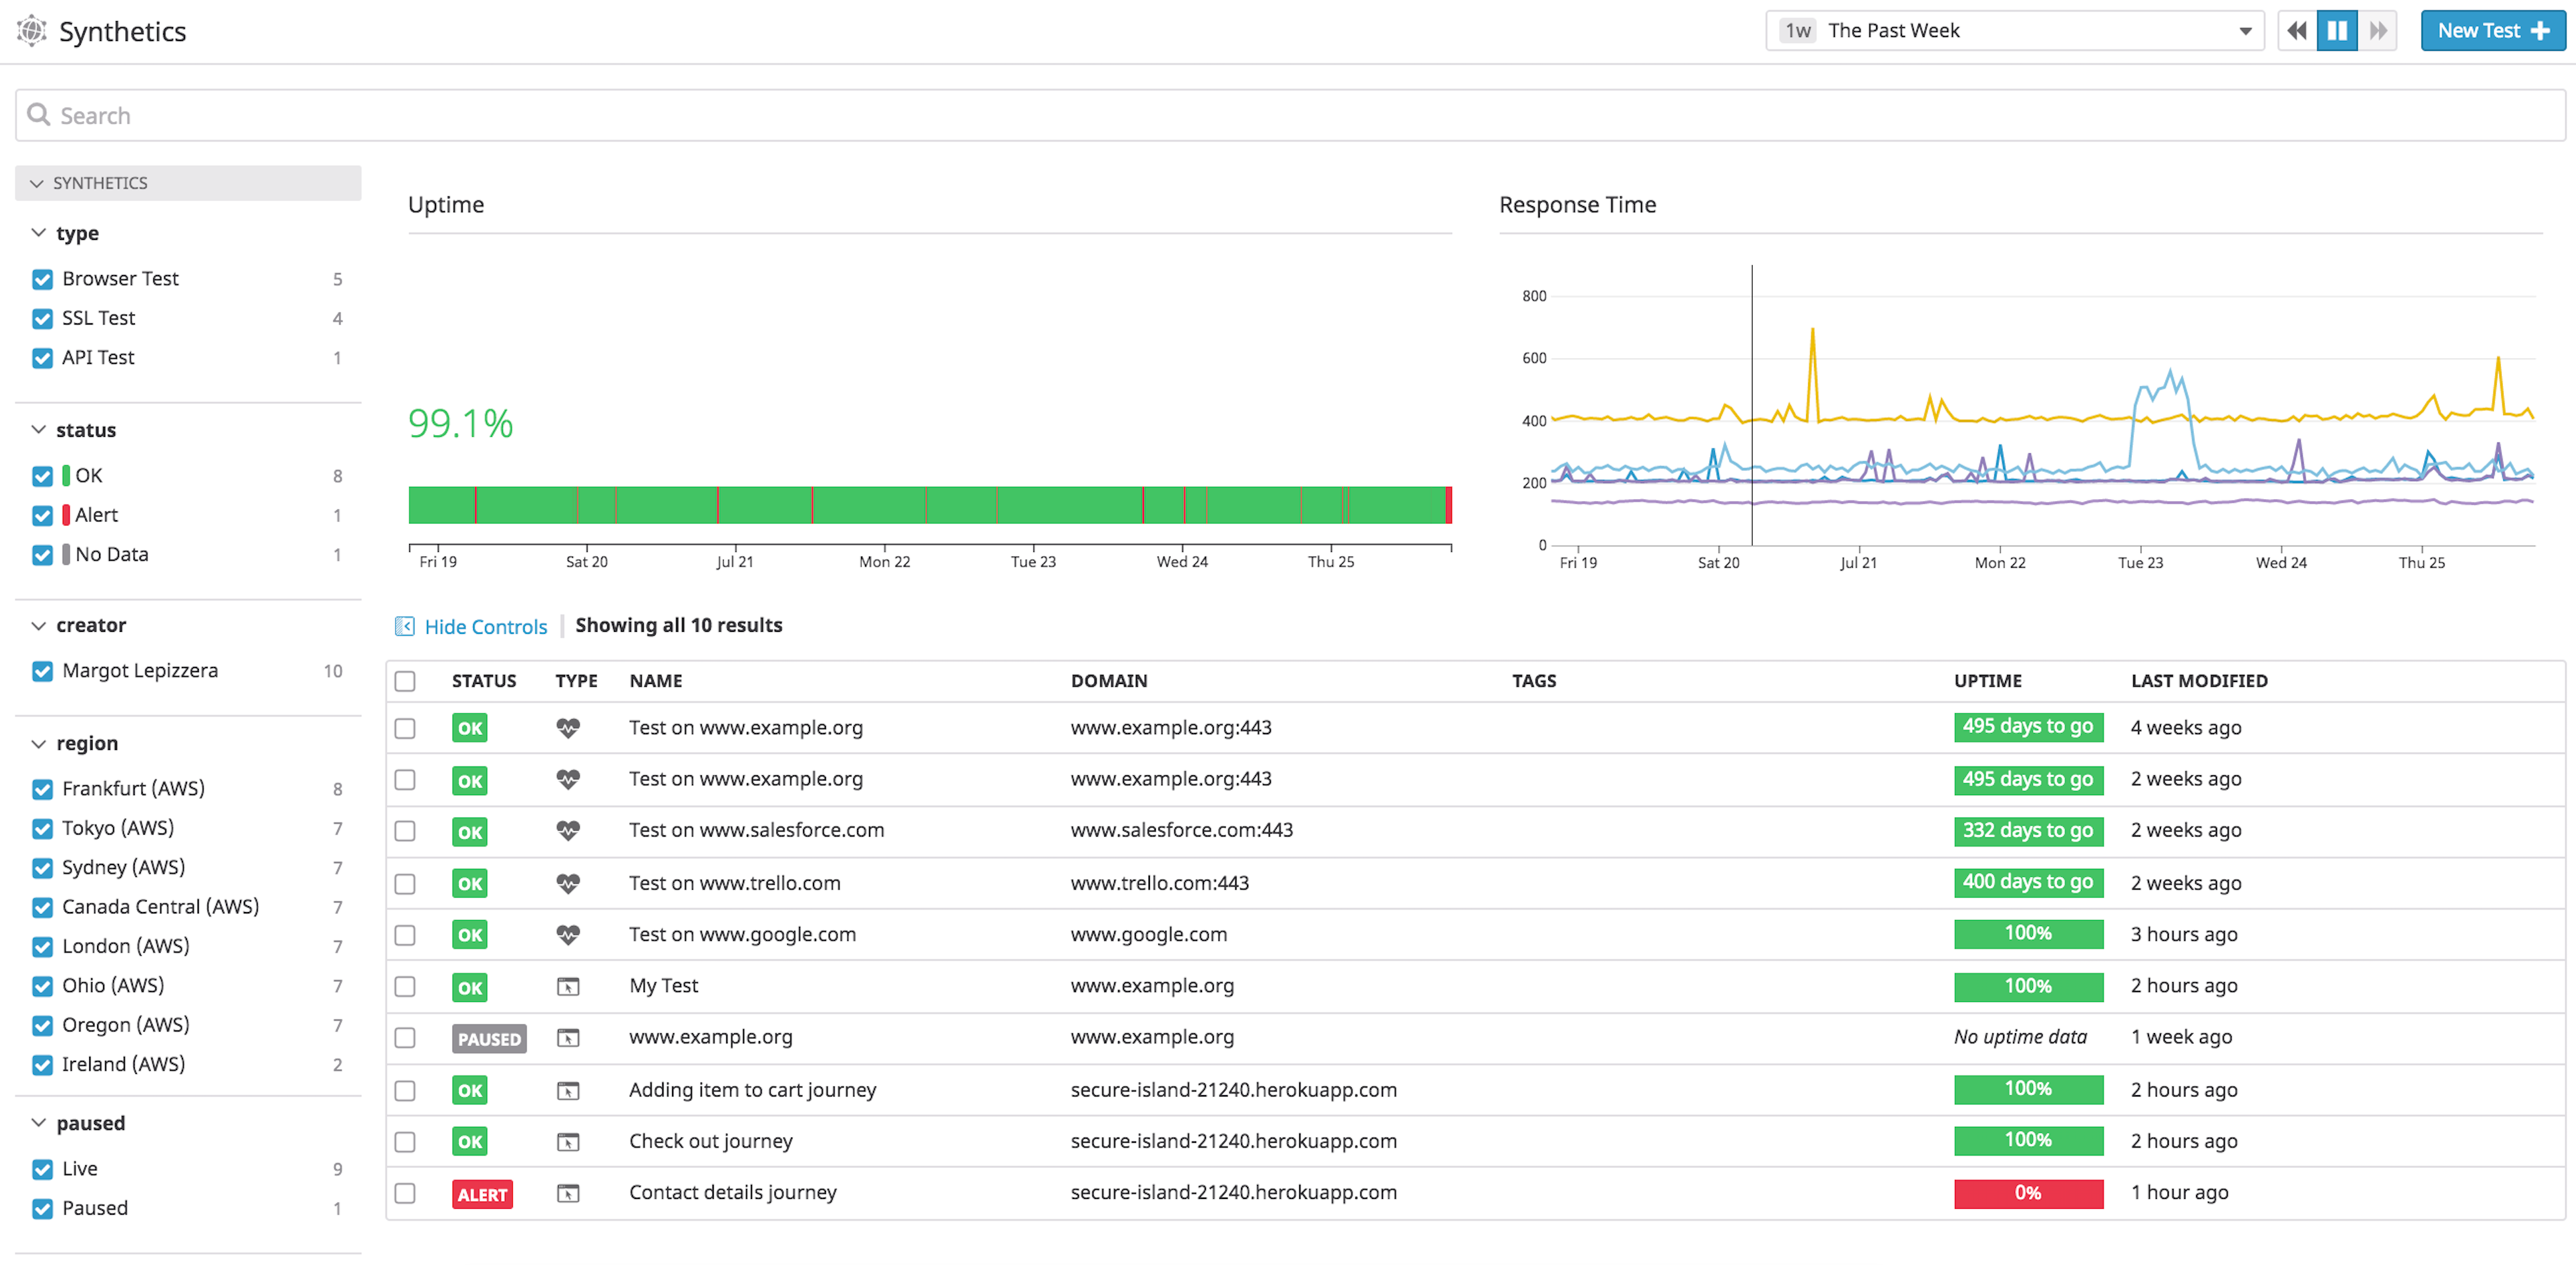 Synthetics
1w The Past Week
New Test
Search
SYNTHETICS
type
Browser Test 5
SSL Test 4
API Test 1
status
OK 8
Alert 1
No Data 1
creator
Margot Lepizzera 10
region
Frankfurt (AWS) 8
Tokyo (AWS) 7
Sydney (AWS) 7
Canada Central (AWS) 7
London (AWS) 7
Ohio (AWS) 7
Oregon (AWS) 7
Ireland (AWS) 2
paused
Live 9
Paused 1
Uptime
99.1%
Fri 19 Sat 20 Jul 21 Mon 22 Tue 23 Wed 24 Thu 25
Response Time
800
600
400
200
0
Fri 19 Sat 20 Jul 21 Mon 22 Tue 23 Wed 24 Thu 25
Hide Controls Showing all 10 results
STATUS TYPE NAME DOMAIN TAGS UPTIME LAST MODIFIED
OK Test on www.example.org www.example.org:443 495 days to go 4 weeks ago
OK Test on www.example.org www.example.org:443 495 days to go 2 weeks ago
OK Test on www.salesforce.com www.salesforce.com:443 332 days to go 2 weeks ago
OK Test on www.trello.com www.trello.com:443 400 days to go 2 weeks ago
OK Test on www.google.com www.google.com 100% 3 hours ago
OK My Test www.example.org 100% 2 hours ago
PAUSED www.example.org www.example.org No uptime data 1 week ago
OK Adding item to cart journey secure-island-21240.herokuapp.com 100% 2 hours ago
OK Check out journey secure-island-21240.herokuapp.com 100% 2 hours ago
ALERT Contact details journey secure-island-21240.herokuapp.com 0% 1 hour ago